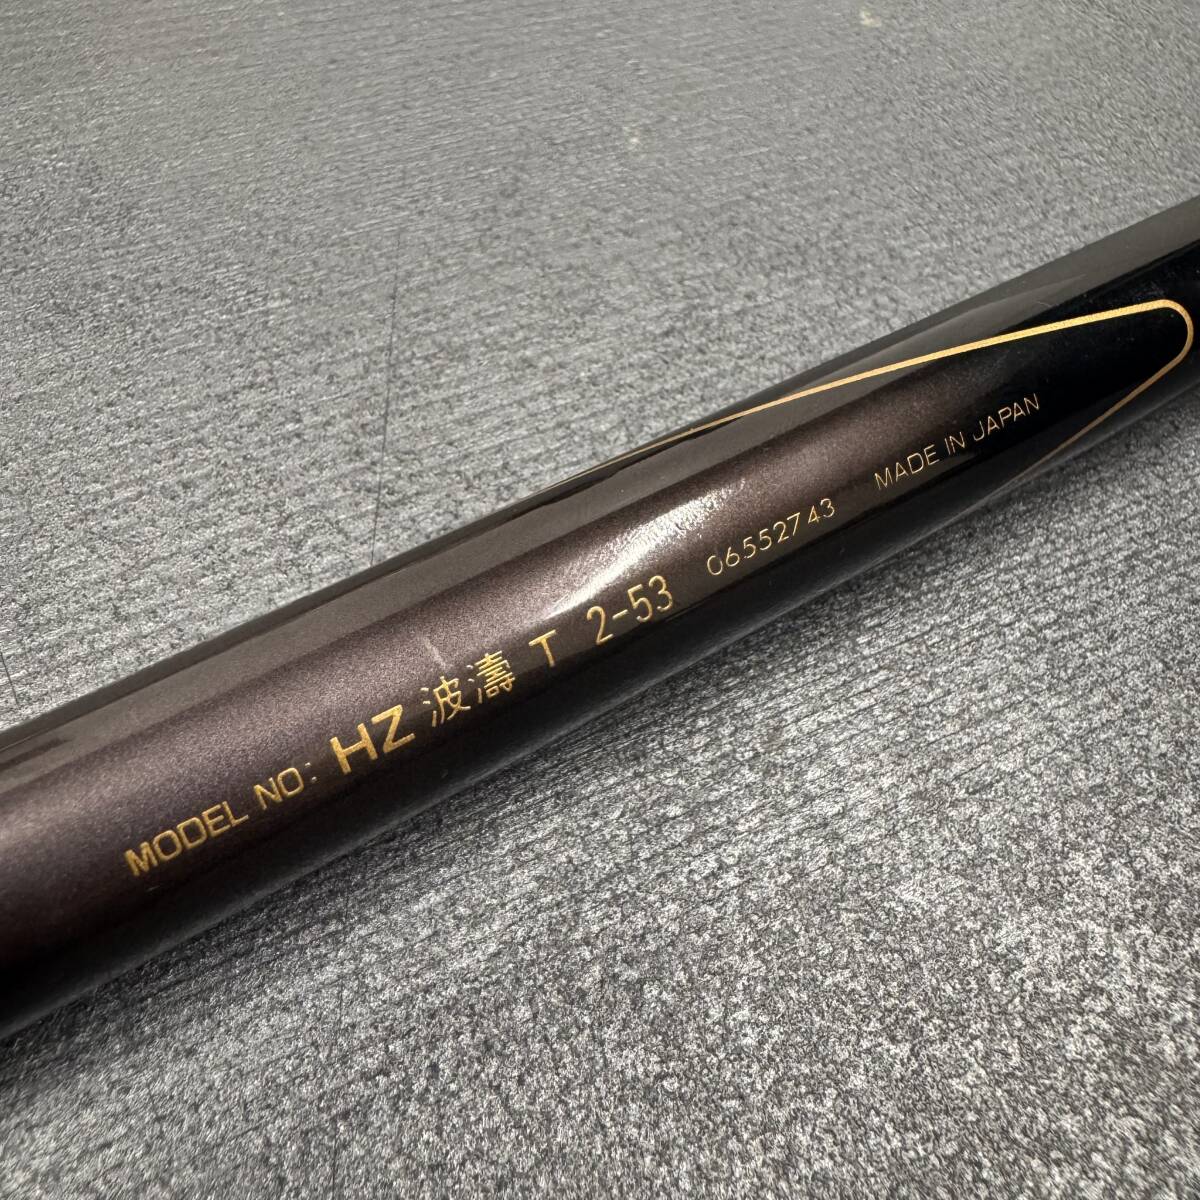 MODEL NO: HZ 波濤 T 2-53 06552743 MADE IN JAPAN